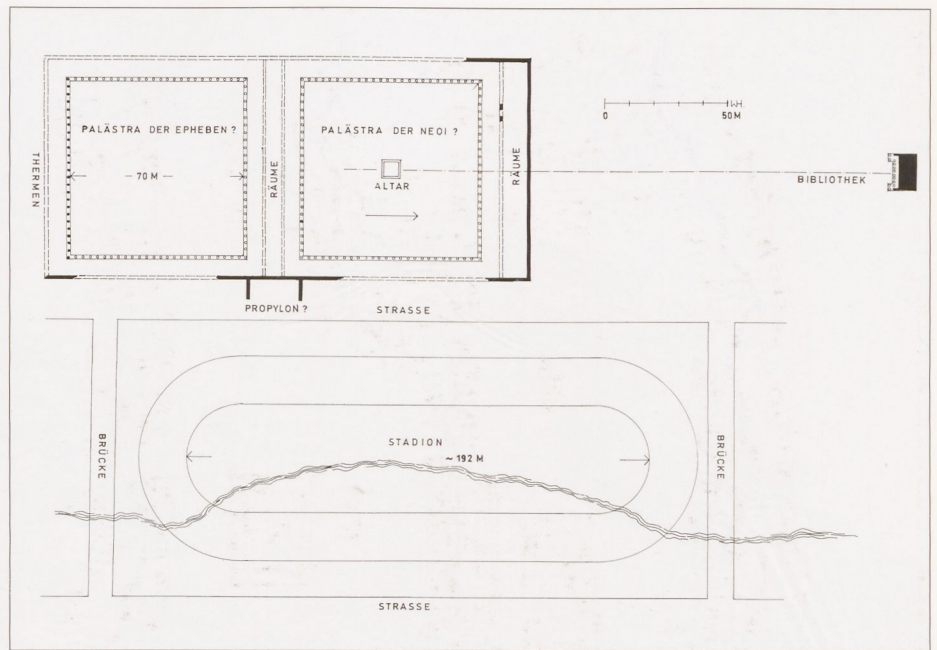 PALÄSTRA DER EPHEBEN ?
PALÄSTRA DER NEOI ?
0
50 M
THERMEN
70 M
RÄUME
ALTAR
RÄUME
BIBLIOTHEK
PROPYLON ?
STRASSE
BRÜCKE
STADION
~ 192 M
BRÜCKE
STRASSE